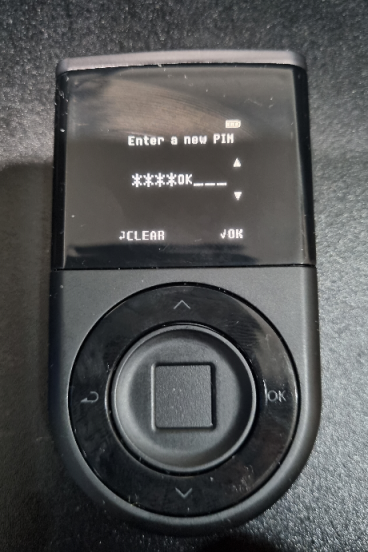 Enter a new PIN
▲
****OK___
▼
↲CLEAR √OK
OK